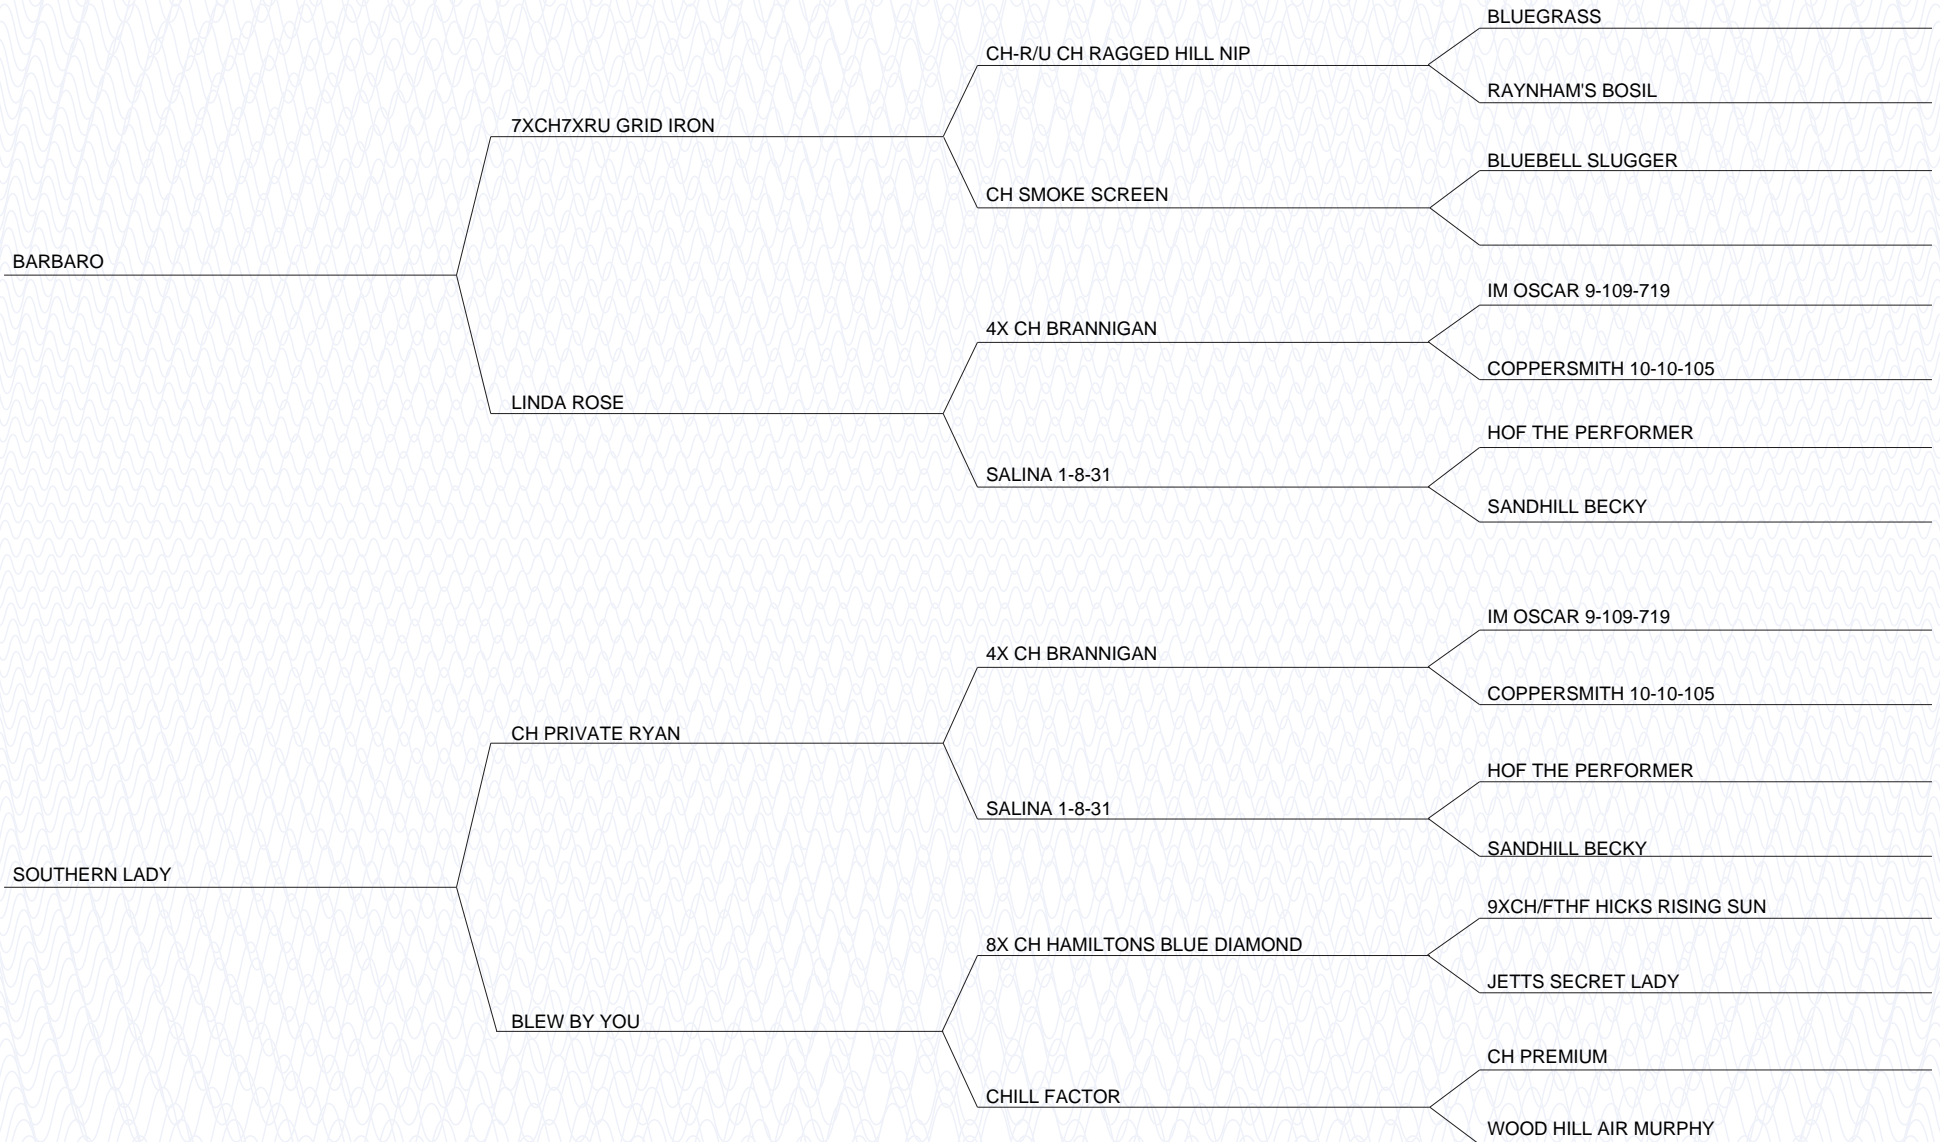 BLUEGRASS
CH-R/U CH RAGGED HILL NIP
RAYNHAM'S BOSIL
7XCH7XRU GRID IRON
BLUEBELL SLUGGER
CH SMOKE SCREEN
BARBARO
IM OSCAR 9-109-719
4X CH BRANNIGAN
COPPERSMITH 10-10-105
LINDA ROSE
HOF THE PERFORMER
SALINA 1-8-31
SANDHILL BECKY
IM OSCAR 9-109-719
4X CH BRANNIGAN
COPPERSMITH 10-10-105
CH PRIVATE RYAN
HOF THE PERFORMER
SALINA 1-8-31
SANDHILL BECKY
SOUTHERN LADY
9XCH/FTHF HICKS RISING SUN
8X CH HAMILTONS BLUE DIAMOND
JETTS SECRET LADY
BLEW BY YOU
CH PREMIUM
CHILL FACTOR
WOOD HILL AIR MURPHY